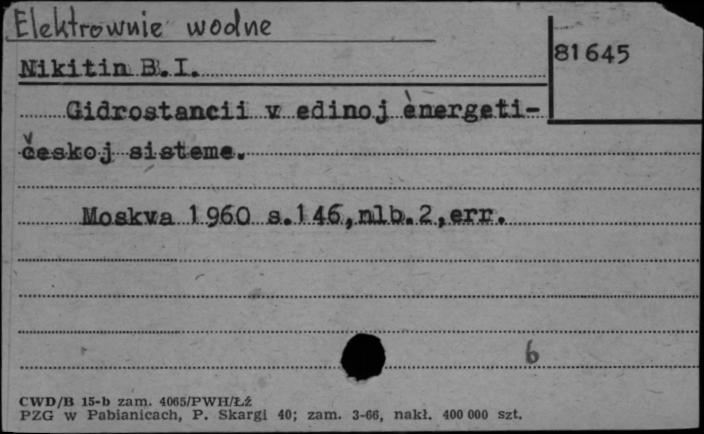 Elektrownie wodne
81645
Nikitin B.I.
Gidrostancii v edinoj ènergeti-
českoj sisteme.
Moskva 1960 s.146,nlb.2,err.
b
CWD/B 15-b zam. 4065/PWH/Łź
PZG w Pabianicach, P. Skargi 40; zam. 3-66, nakł. 400 000 szt.